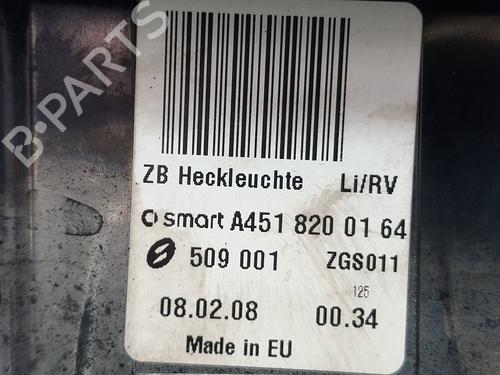 B-PARTS
ZB Heckleuchte Li/RV
smart A451 820 01 64
509 001 ZGS011
125
08.02.08 00.34
Made in EU